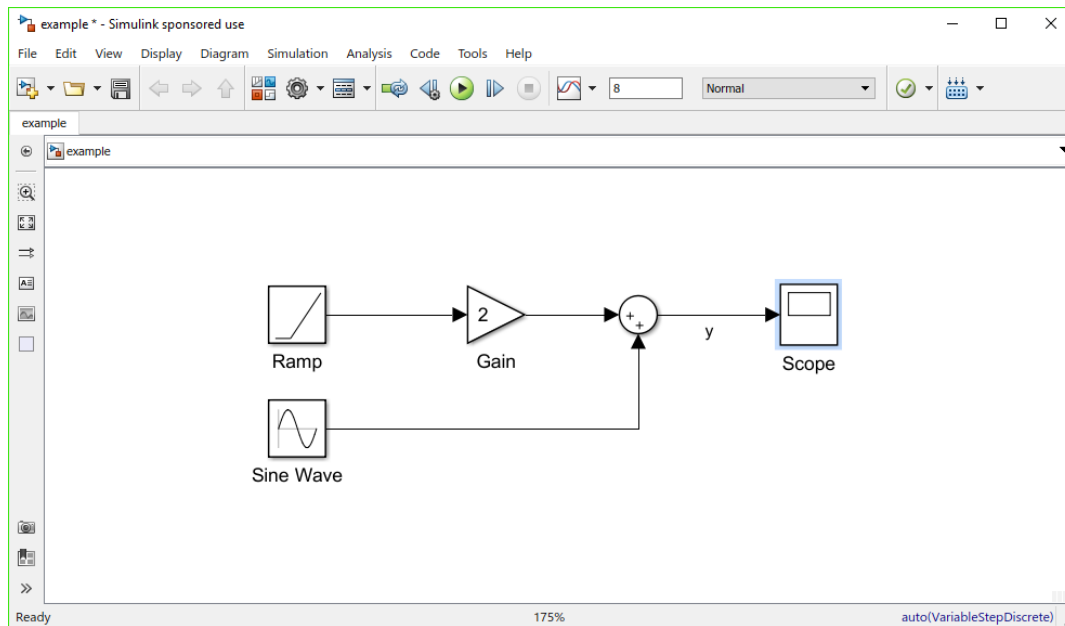 example * - Simulink sponsored use
File Edit View Display Diagram Simulation Analysis Code Tools Help
8 Normal
example
example
2
+
+
y
Ramp Gain Scope
Sine Wave
Ready 175% auto(VariableStepDiscrete)